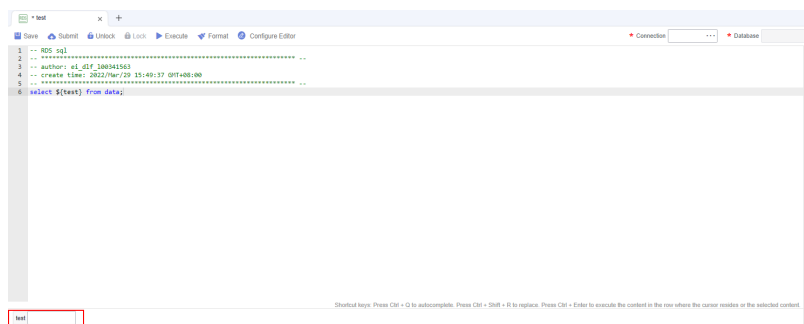 * test × +
Save Submit Unlock Lock Execute Format Configure Editor * Connection ... * Database
1 -- RDS sql
2 -- ********************************************************************** --
3 -- author: ei_dlf_l00341563
4 -- create time: 2022/Mar/29 15:49:37 GMT+08:00
5 -- ********************************************************************** --
6 select ${test} from data;
Shortcut keys: Press Ctrl + Q to autocomplete. Press Ctrl + Shift + R to replace. Press Ctrl + Enter to execute the content in the row where the cursor resides or the selected content.
test